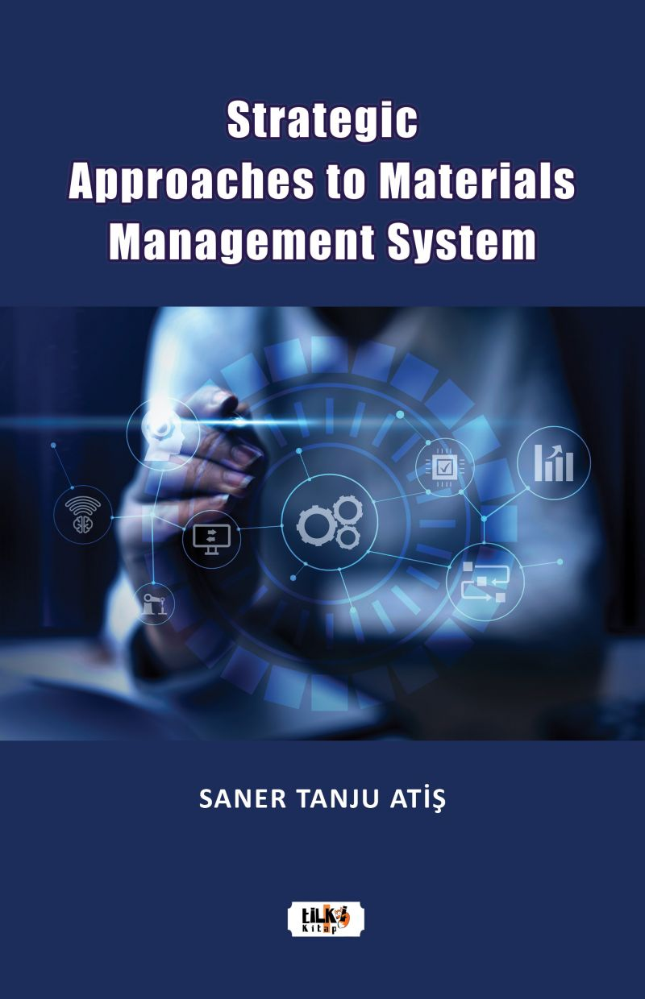 Strategic
Approaches to Materials
Management System
SANER TANJU ATİŞ
tiLKi
Kitap